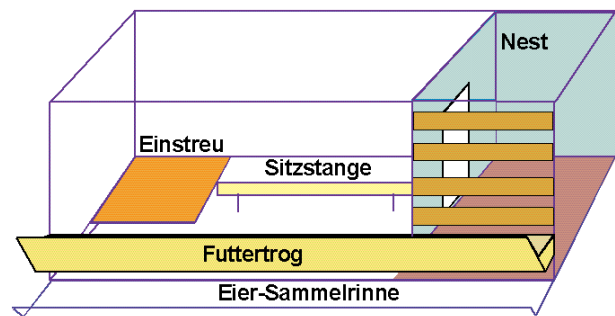 Nest
Einstreu
Sitzstange
Futtertrog
Eier-Sammelrinne